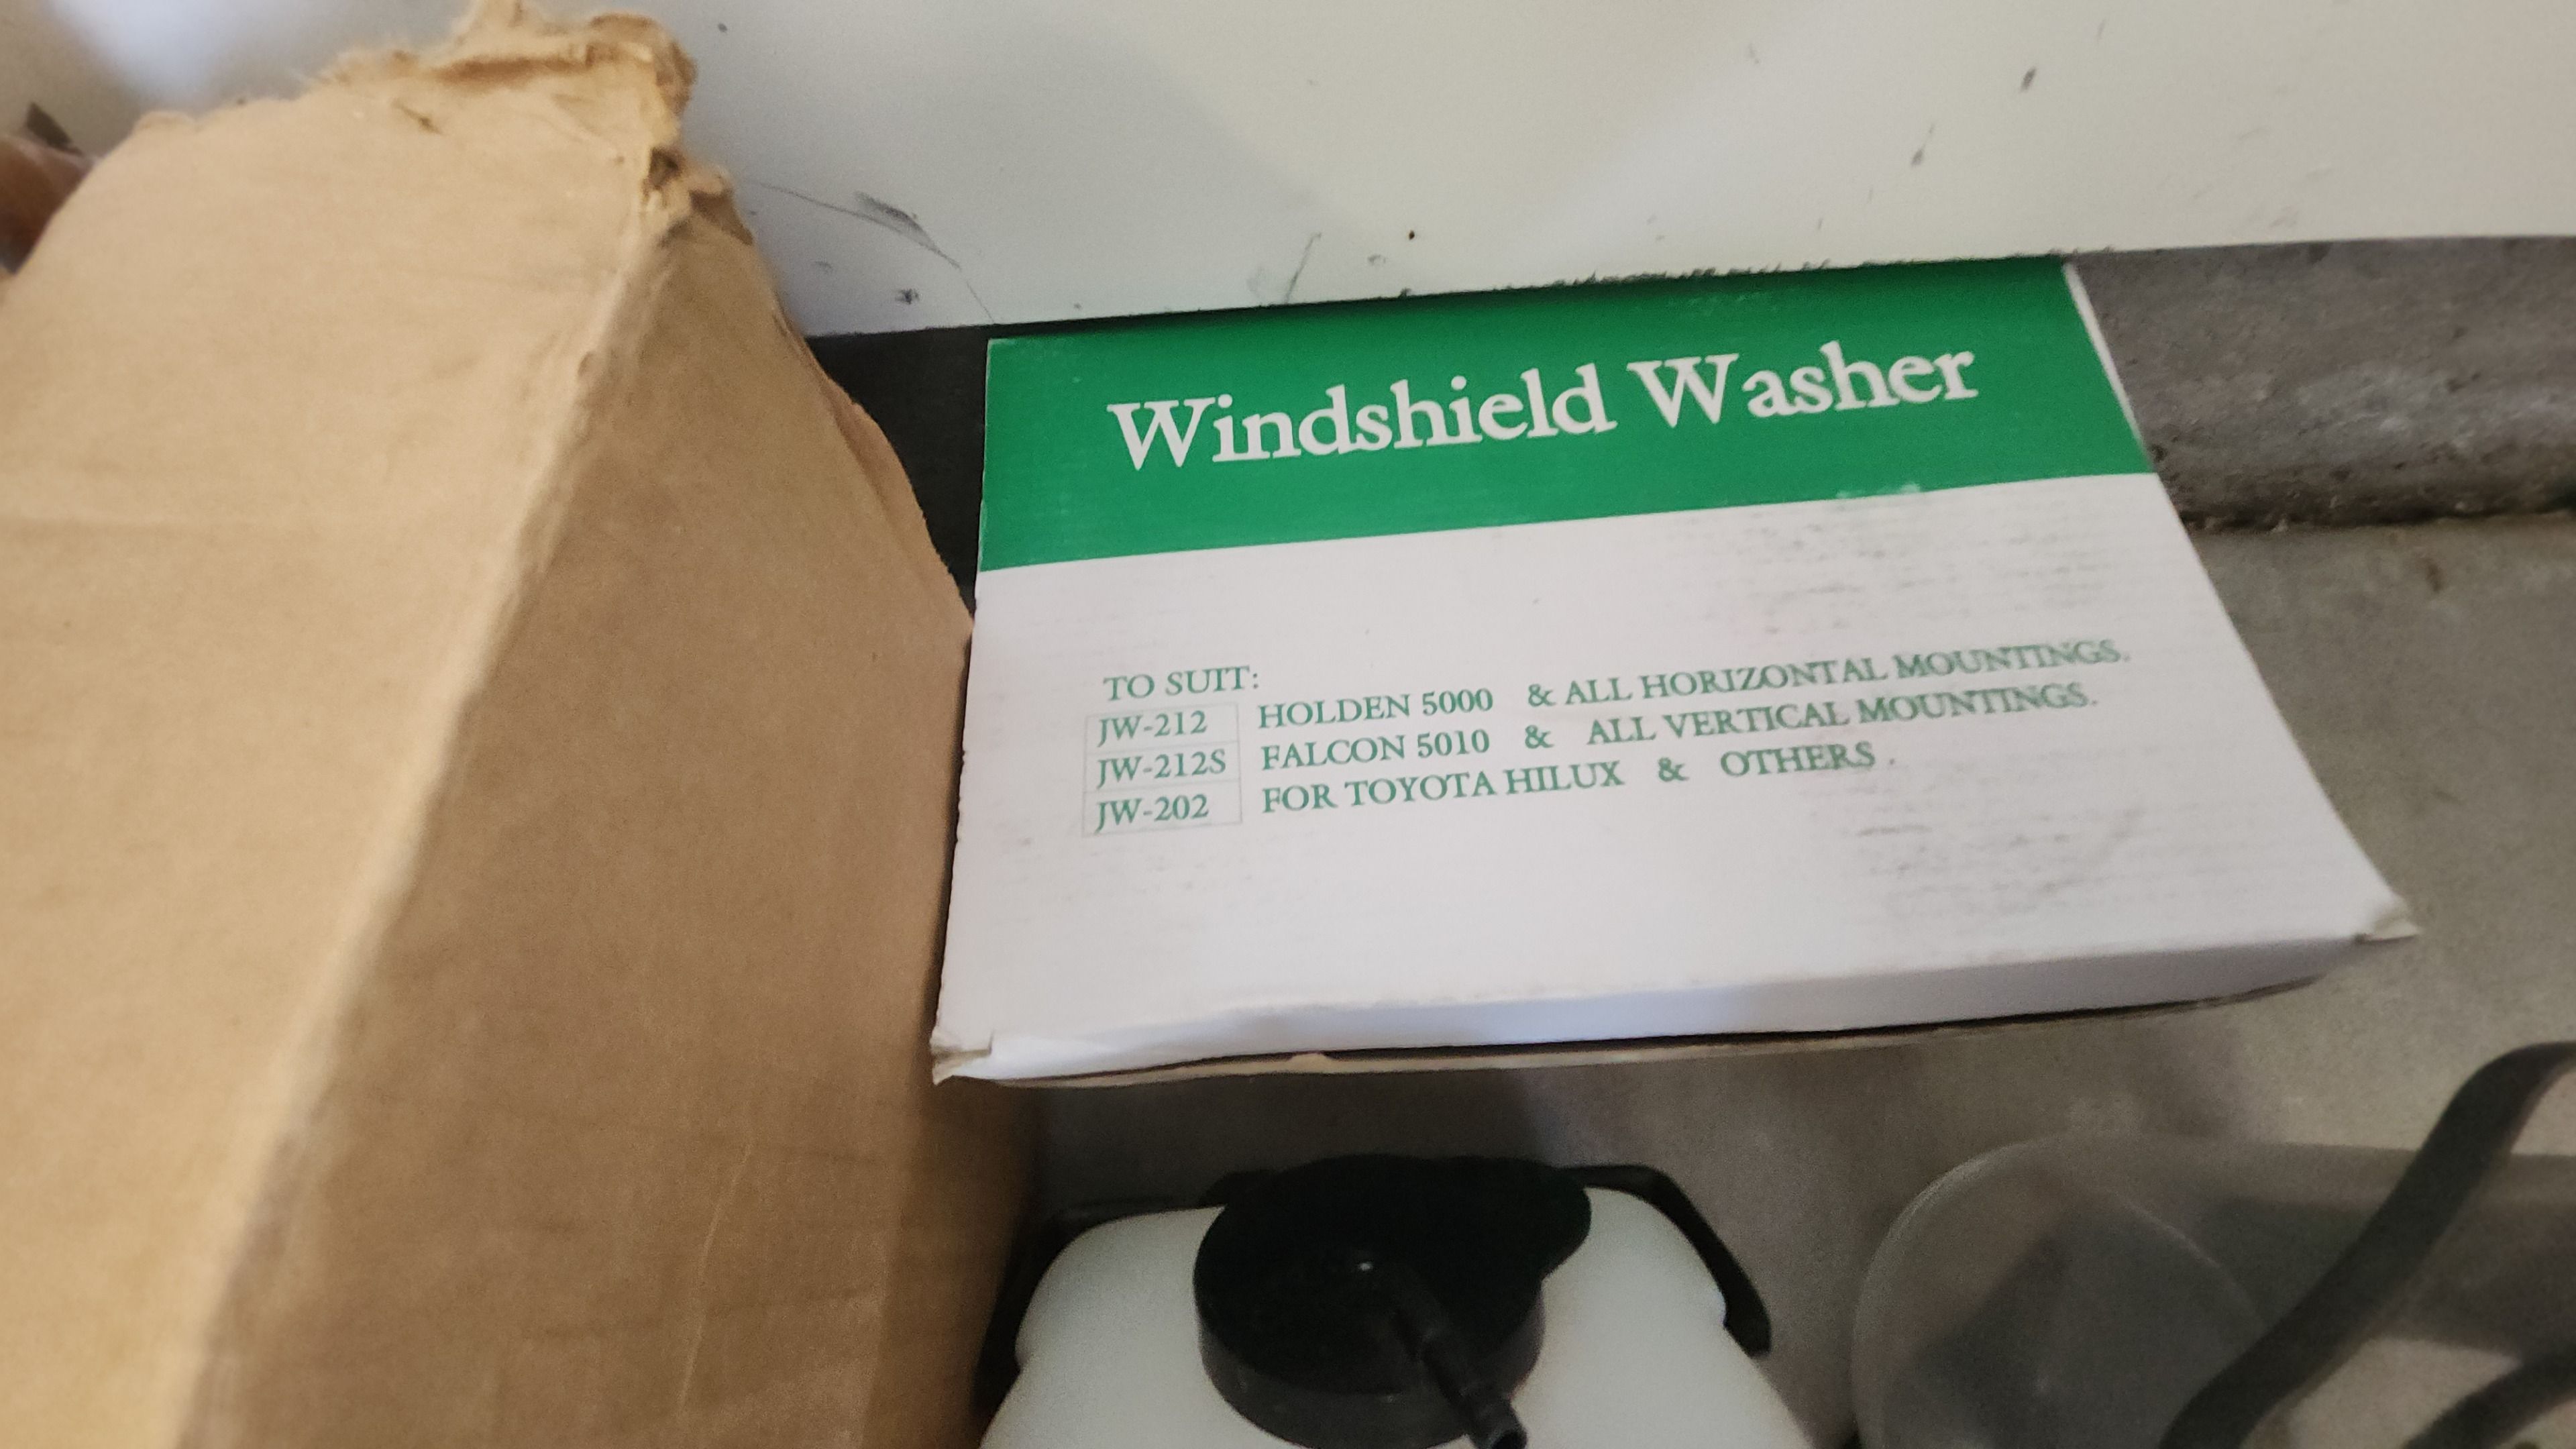 Windshield Washer
TO SUIT:
JW-212 HOLDEN 5000 & ALL HORIZONTAL MOUNTINGS.
JW-212S FALCON 5010 & ALL VERTICAL MOUNTINGS.
JW-202 FOR TOYOTA HILUX & OTHERS .